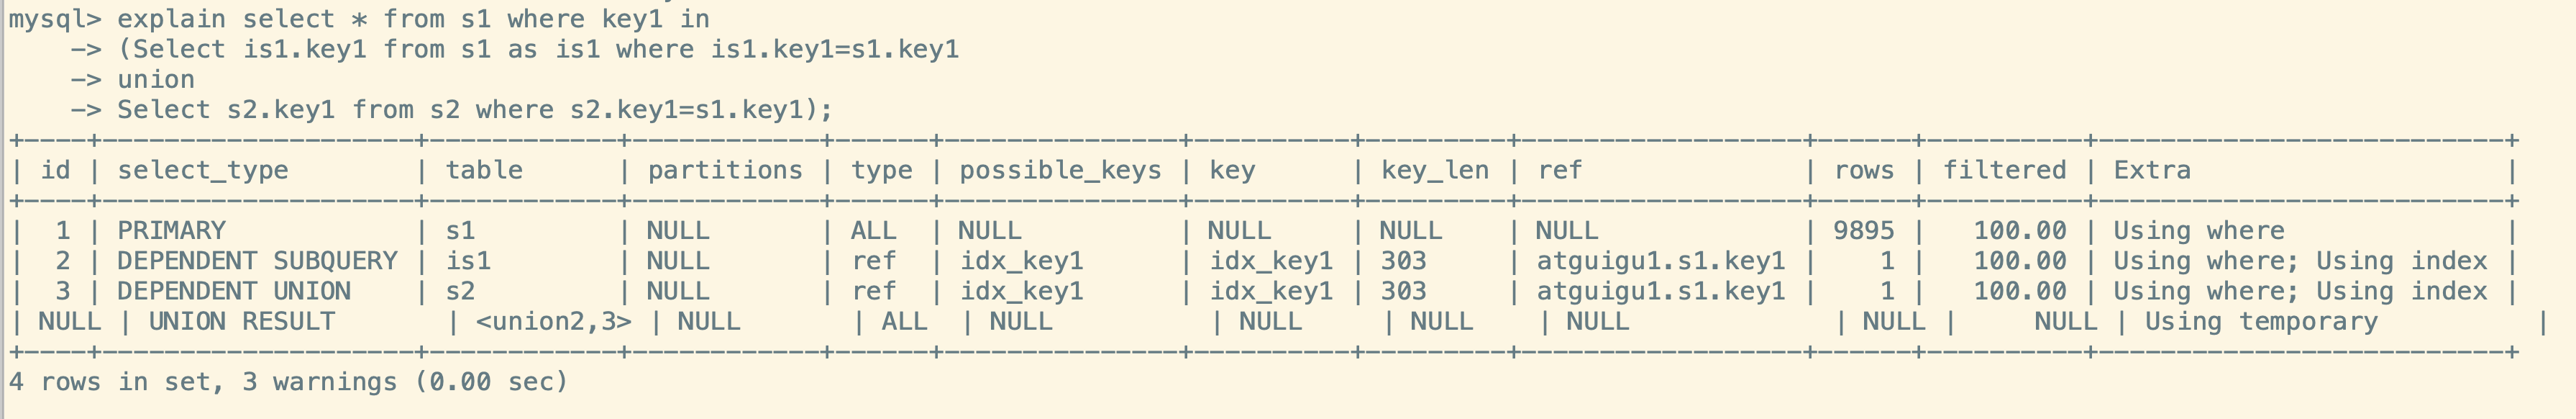 mysql> explain select * from s1 where key1 in
    -> (Select is1.key1 from s1 as is1 where is1.key1=s1.key1
    -> union
    -> Select s2.key1 from s2 where s2.key1=s1.key1);
+----+--------------------+------------+------------+------+---------------+----------+---------+------------------+------+----------+--------------------------+
| id | select_type        | table      | partitions | type | possible_keys | key      | key_len | ref              | rows | filtered | Extra                    |
+----+--------------------+------------+------------+------+---------------+----------+---------+------------------+------+----------+--------------------------+
|  1 | PRIMARY            | s1         | NULL       | ALL  | NULL          | NULL     | NULL    | NULL             | 9895 |   100.00 | Using where              |
|  2 | DEPENDENT SUBQUERY | is1        | NULL       | ref  | idx_key1      | idx_key1 | 303     | atguigu1.s1.key1 |    1 |   100.00 | Using where; Using index |
|  3 | DEPENDENT UNION    | s2         | NULL       | ref  | idx_key1      | idx_key1 | 303     | atguigu1.s1.key1 |    1 |   100.00 | Using where; Using index |
| NULL | UNION RESULT       | <union2,3> | NULL       | ALL  | NULL          | NULL     | NULL    | NULL             | NULL |     NULL | Using temporary          |
+----+--------------------+------------+------------+------+---------------+----------+---------+------------------+------+----------+--------------------------+
4 rows in set, 3 warnings (0.00 sec)